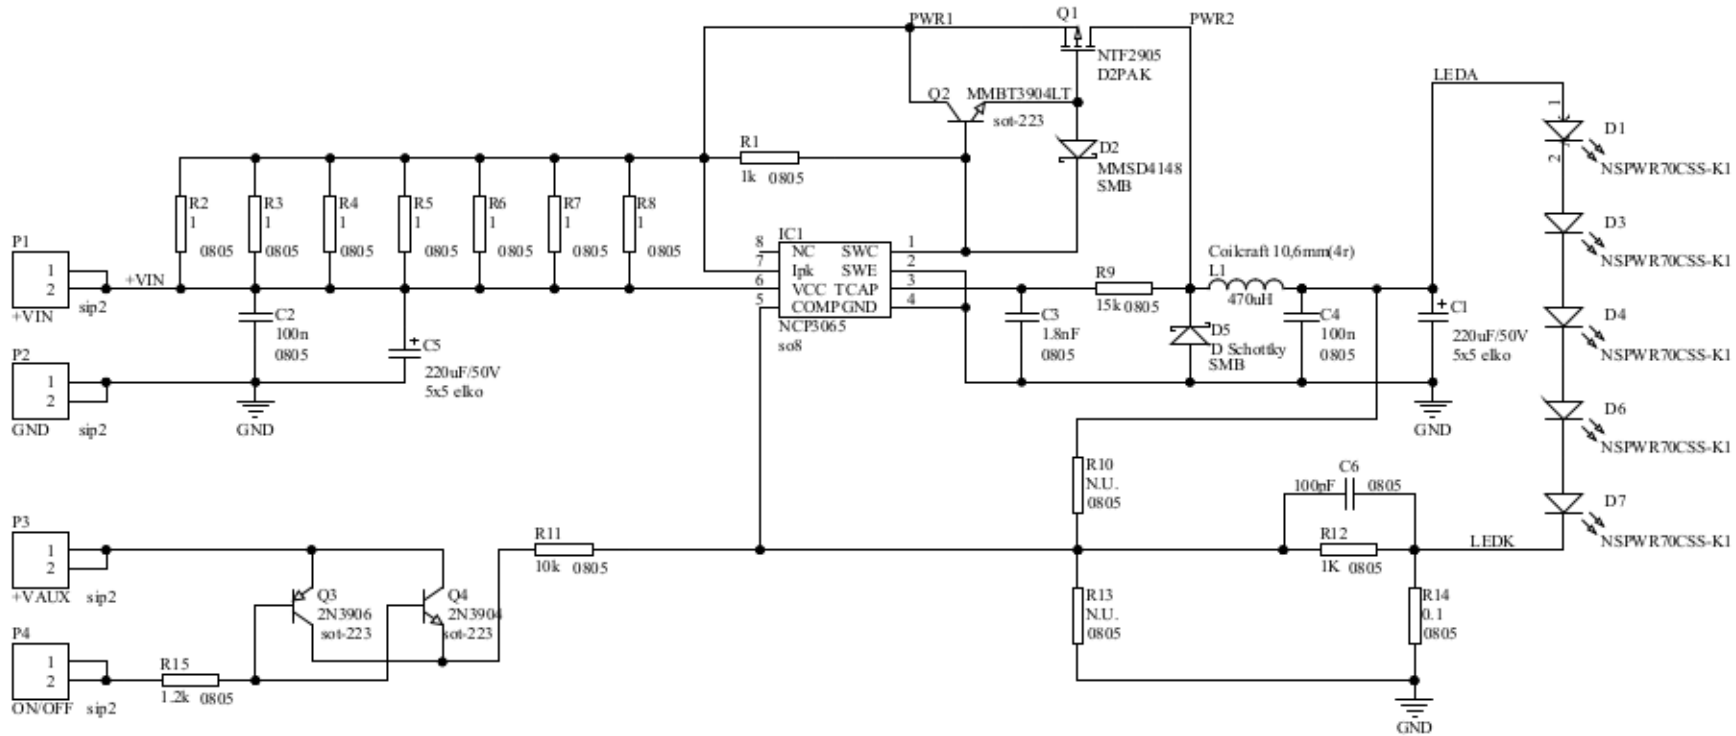 PWR1
Q1
PWR2
NTF2905
D2PAK
LEDA
Q2
MMBT3904LT
sot-223
1
2
D1
NSPWR70CSS-K1
R1
1k 0805
D2
MMSD4148
SMB
R2
1
0805
R3
1
0805
R4
1
0805
R5
1
0805
R6
1
0805
R7
1
0805
R8
1
0805
D3
NSPWR70CSS-K1
P1
1
2
+VIN
sip2
+VIN
IC1
8 NC SWC 1
7 Ipk SWE 2
6 VCC TCAP 3
5 COMP GND 4
NCP3065
so8
Coilcraft 10,6mm(4r)
L1
470uH
R9
15k 0805
C2
100n
0805
C3
1.8nF
0805
D5
D Schottky
SMB
C4
100n
0805
+
C1
220uF/50V
5x5 elko
D4
NSPWR70CSS-K1
P2
1
2
GND
sip2
+
C5
220uF/50V
5x5 elko
GND
GND
D6
NSPWR70CSS-K1
R10
N.U.
0805
C6
100pF 0805
D7
NSPWR70CSS-K1
P3
1
2
+VAUX
sip2
R11
10k 0805
R12
1K 0805
LEDK
Q3
2N3906
sot-223
Q4
2N3904
sot-223
R13
N.U.
0805
R14
0.1
0805
P4
1
2
ON/OFF
sip2
R15
1.2k 0805
GND